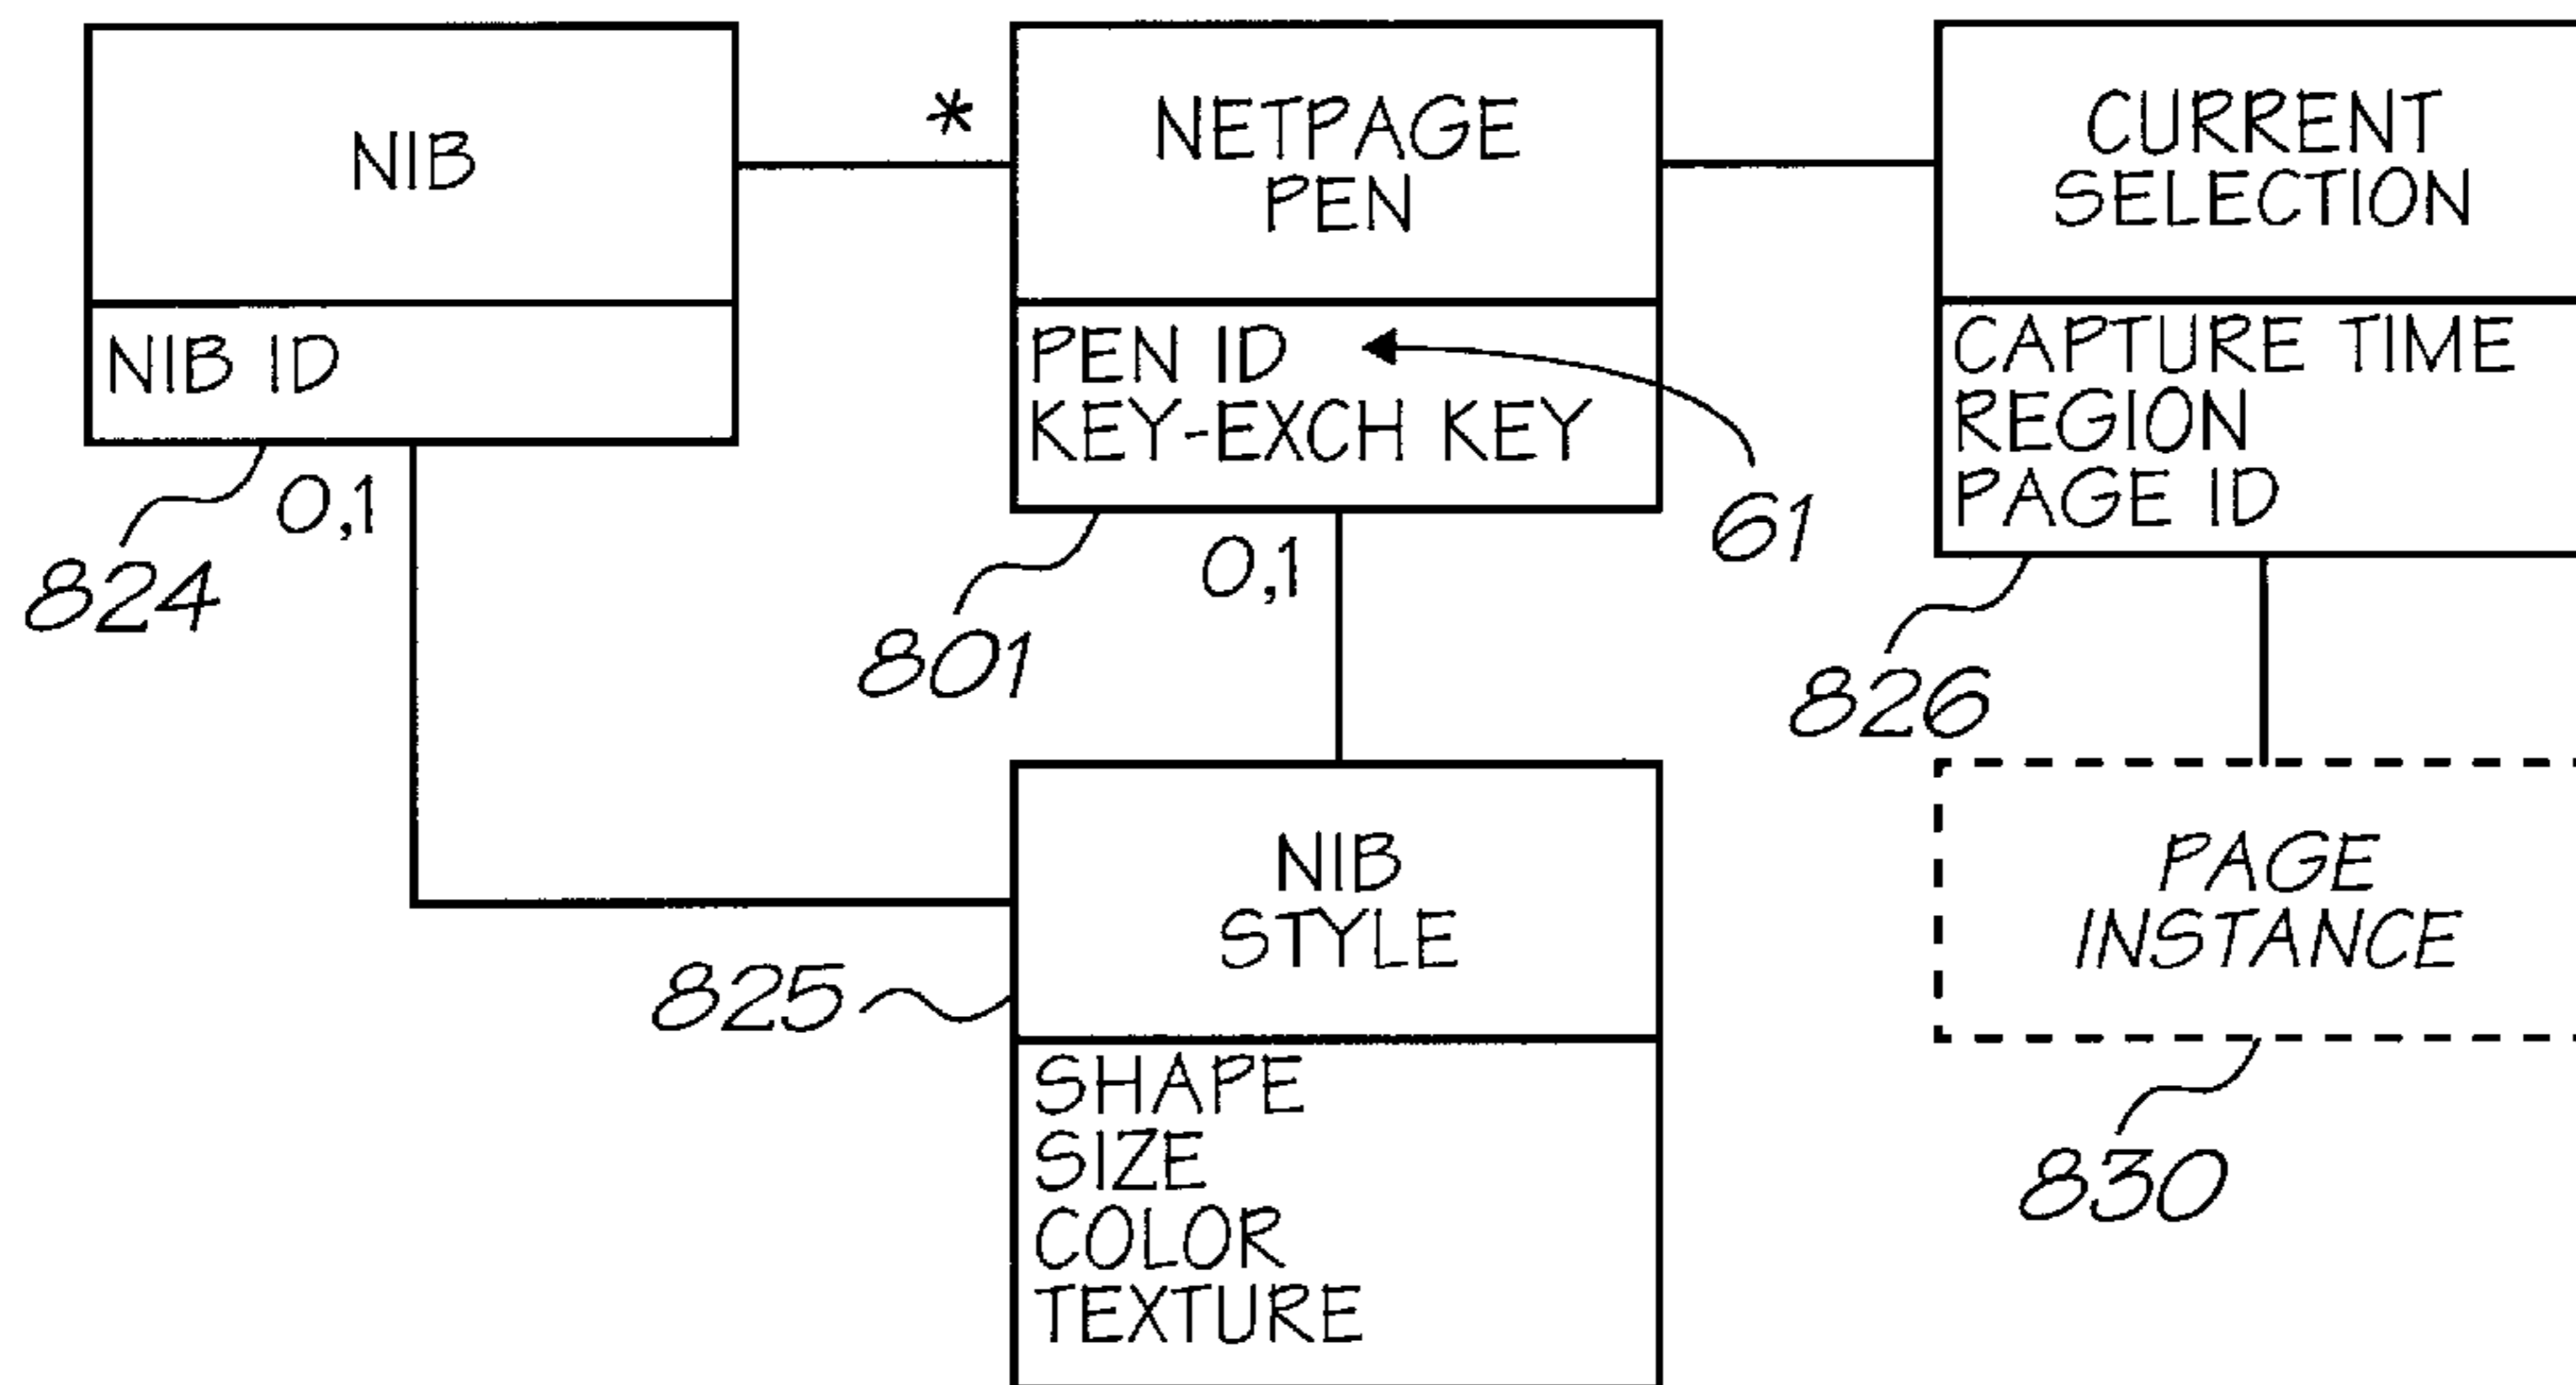 NIB
NIB ID
824
0,1
*
NETPAGE
PEN
PEN ID
KEY-EXCH KEY
61
801
0,1
CURRENT
SELECTION
CAPTURE TIME
REGION
PAGE ID
826
NIB
STYLE
825
SHAPE
SIZE
COLOR
TEXTURE
PAGE
INSTANCE
830